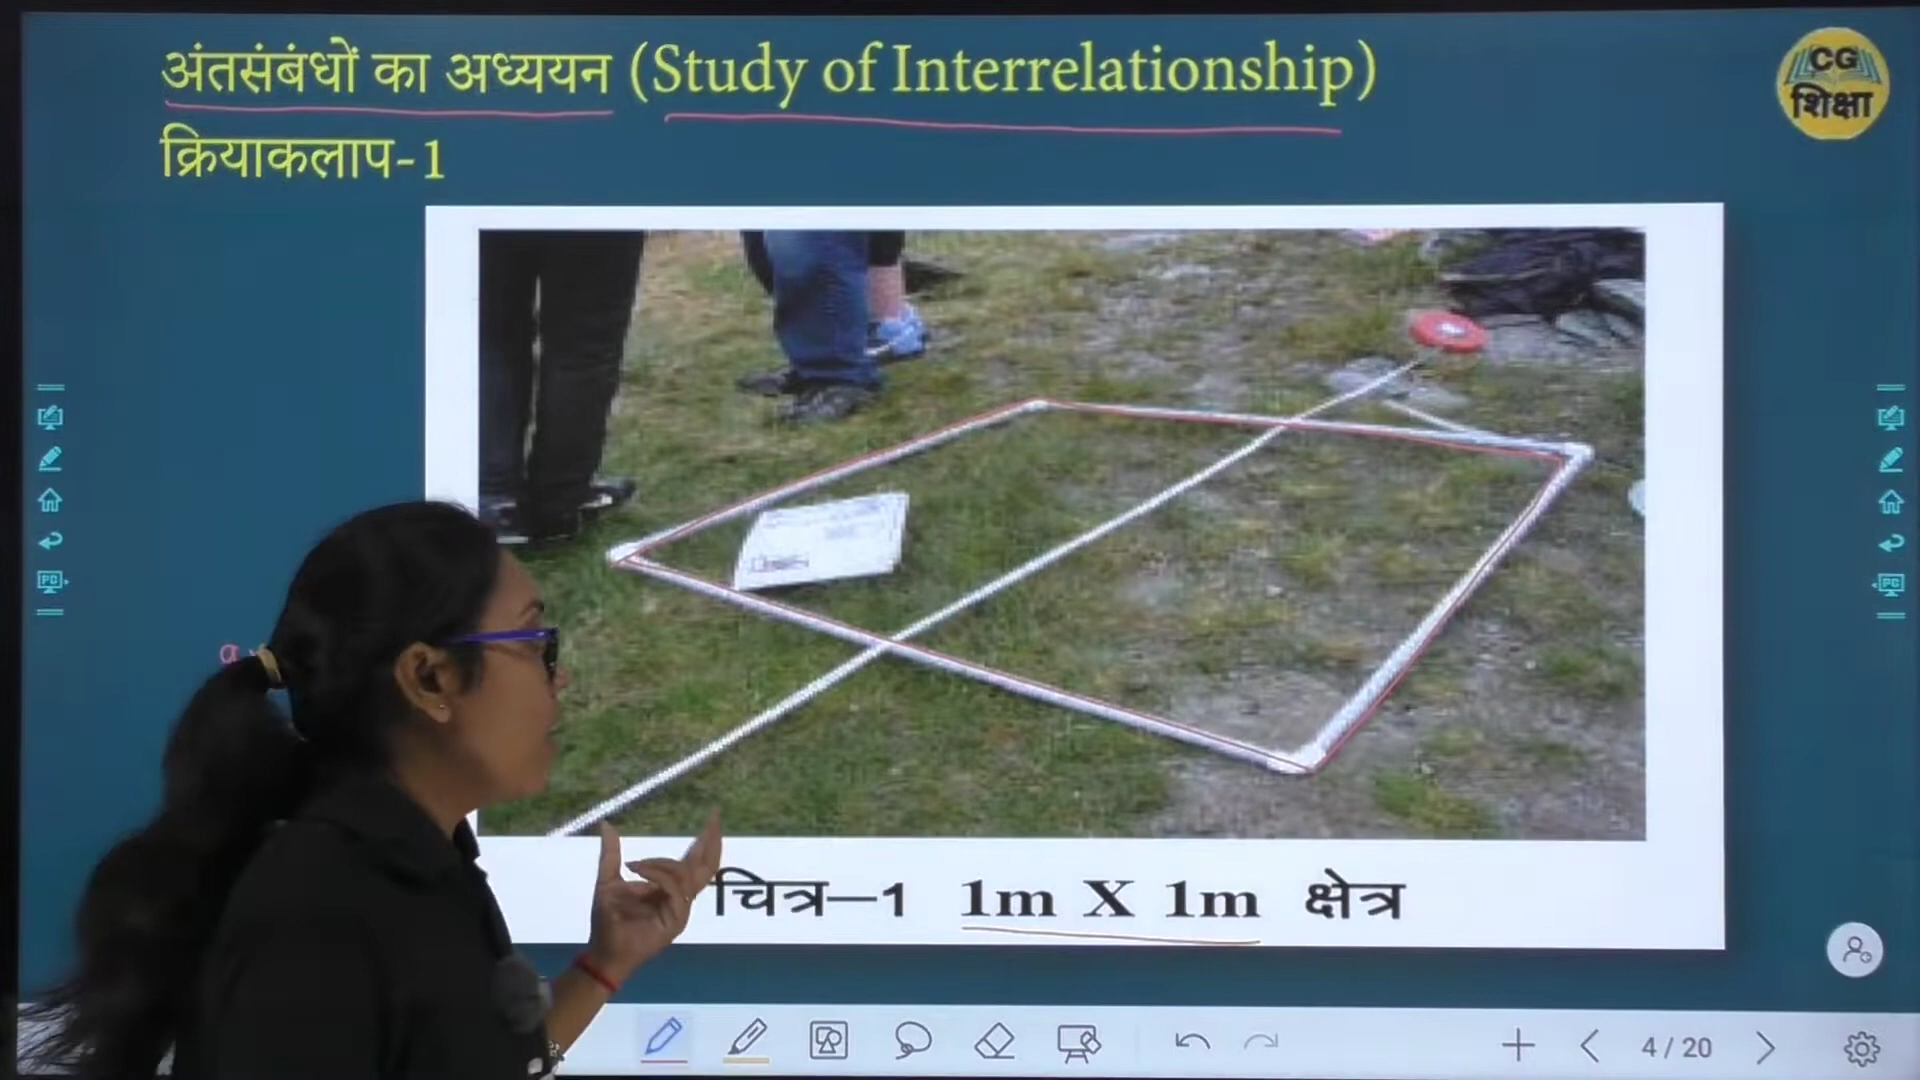 अंतसंबंधों का अध्ययन (Study of Interrelationship)
क्रियाकलाप-1
CG
शिक्षा
चित्र—1 1m X 1m क्षेत्र
4 / 20